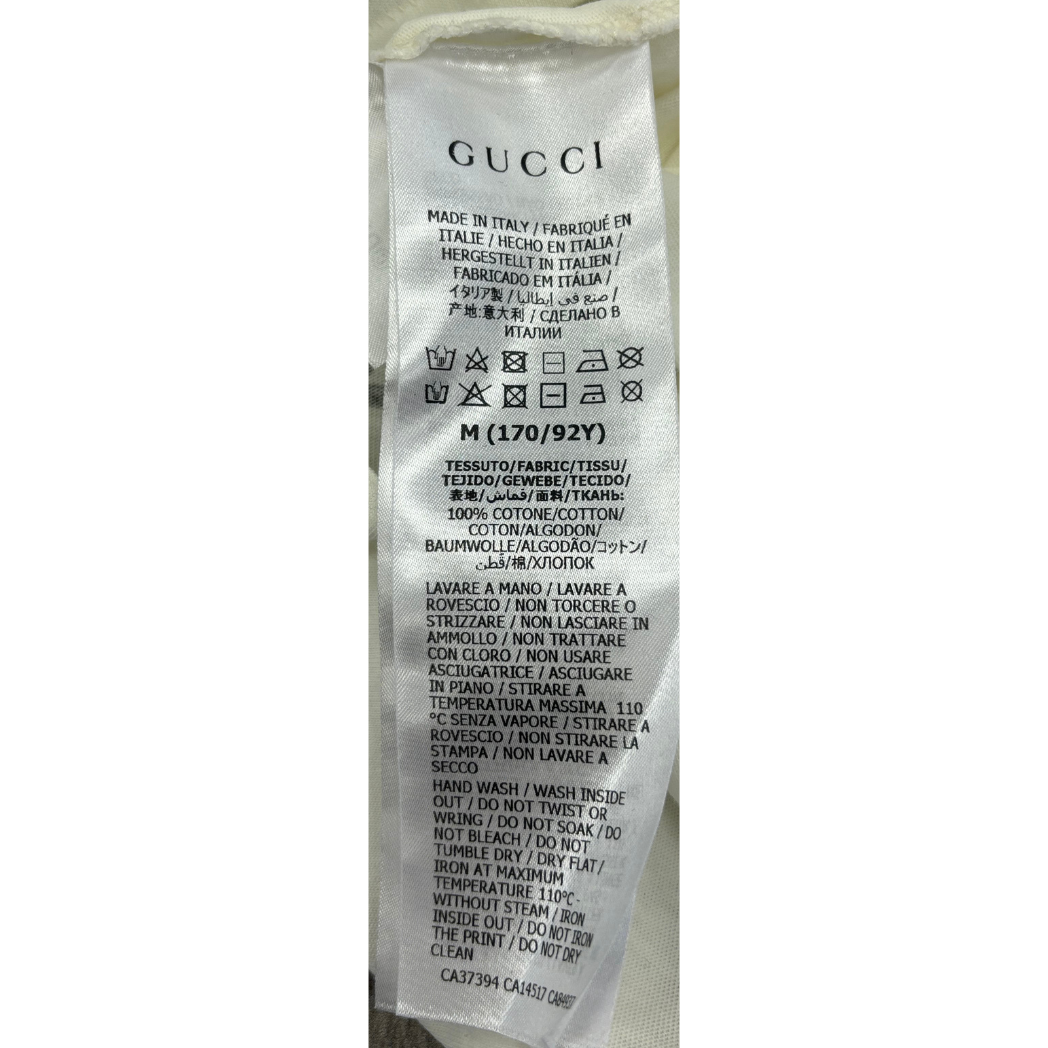 GUCCI
MADE IN ITALY / FABRIQUÉ EN
ITALIE / HECHO EN ITALIA /
HERGESTELLT IN ITALIEN /
FABRICADO EM ITÁLIA /
イタリア製 / صنع في إيطاليا /
产地:意大利 / СДЕЛАНО В
ИТАЛИИ
M (170/92Y)
TESSUTO/FABRIC/TISSU/
TEJIDO/GEWEBE/TECIDO/
表地/قماش/面料/ТКАНЬ:
100% COTONE/COTTON/
COTON/ALGODON/
BAUMWOLLE/ALGODÃO/コットン/
قطن/棉/ХЛОПОК
LAVARE A MANO / LAVARE A
ROVESCIO / NON TORCERE O
STRIZZARE / NON LASCIARE IN
AMMOLLO / NON TRATTARE
CON CLORO / NON USARE
ASCIUGATRICE / ASCIUGARE
IN PIANO / STIRARE A
TEMPERATURA MASSIMA 110
°C SENZA VAPORE / STIRARE A
ROVESCIO / NON STIRARE LA
STAMPA / NON LAVARE A
SECCO
HAND WASH / WASH INSIDE
OUT / DO NOT TWIST OR
WRING / DO NOT SOAK / DO
NOT BLEACH / DO NOT
TUMBLE DRY / DRY FLAT /
IRON AT MAXIMUM
TEMPERATURE 110°C-
WITHOUT STEAM / IRON
INSIDE OUT / DO NOT IRON
THE PRINT / DO NOT DRY
CLEAN
CA37394 CA14517